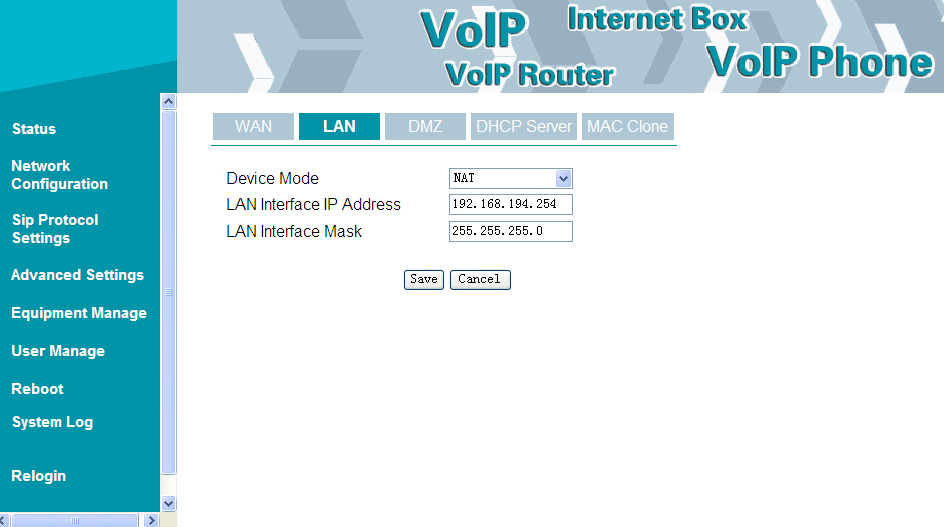 VoIP
Internet Box
VoIP Router
VoIP Phone
Status
Network
Configuration
Sip Protocol
Settings
Advanced Settings
Equipment Manage
User Manage
Reboot
System Log
Relogin
WAN LAN DMZ DHCP Server MAC Clone
Device Mode NAT
LAN Interface IP Address 192.168.194.254
LAN Interface Mask 255.255.255.0
Save Cancel